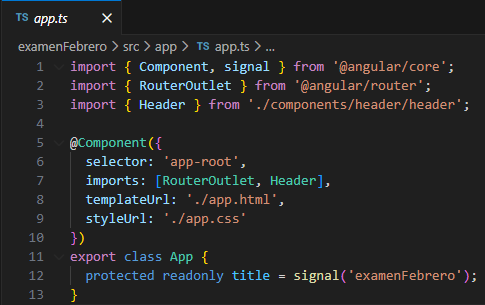 TS app.ts ×
examenFebrero > src > app > TS app.ts > ...
1 import { Component, signal } from '@angular/core';
2 import { RouterOutlet } from '@angular/router';
3 import { Header } from './components/header/header';
4
5 @Component({
6   selector: 'app-root',
7   imports: [RouterOutlet, Header],
8   templateUrl: './app.html',
9   styleUrl: './app.css'
10 })
11 export class App {
12   protected readonly title = signal('examenFebrero');
13 }